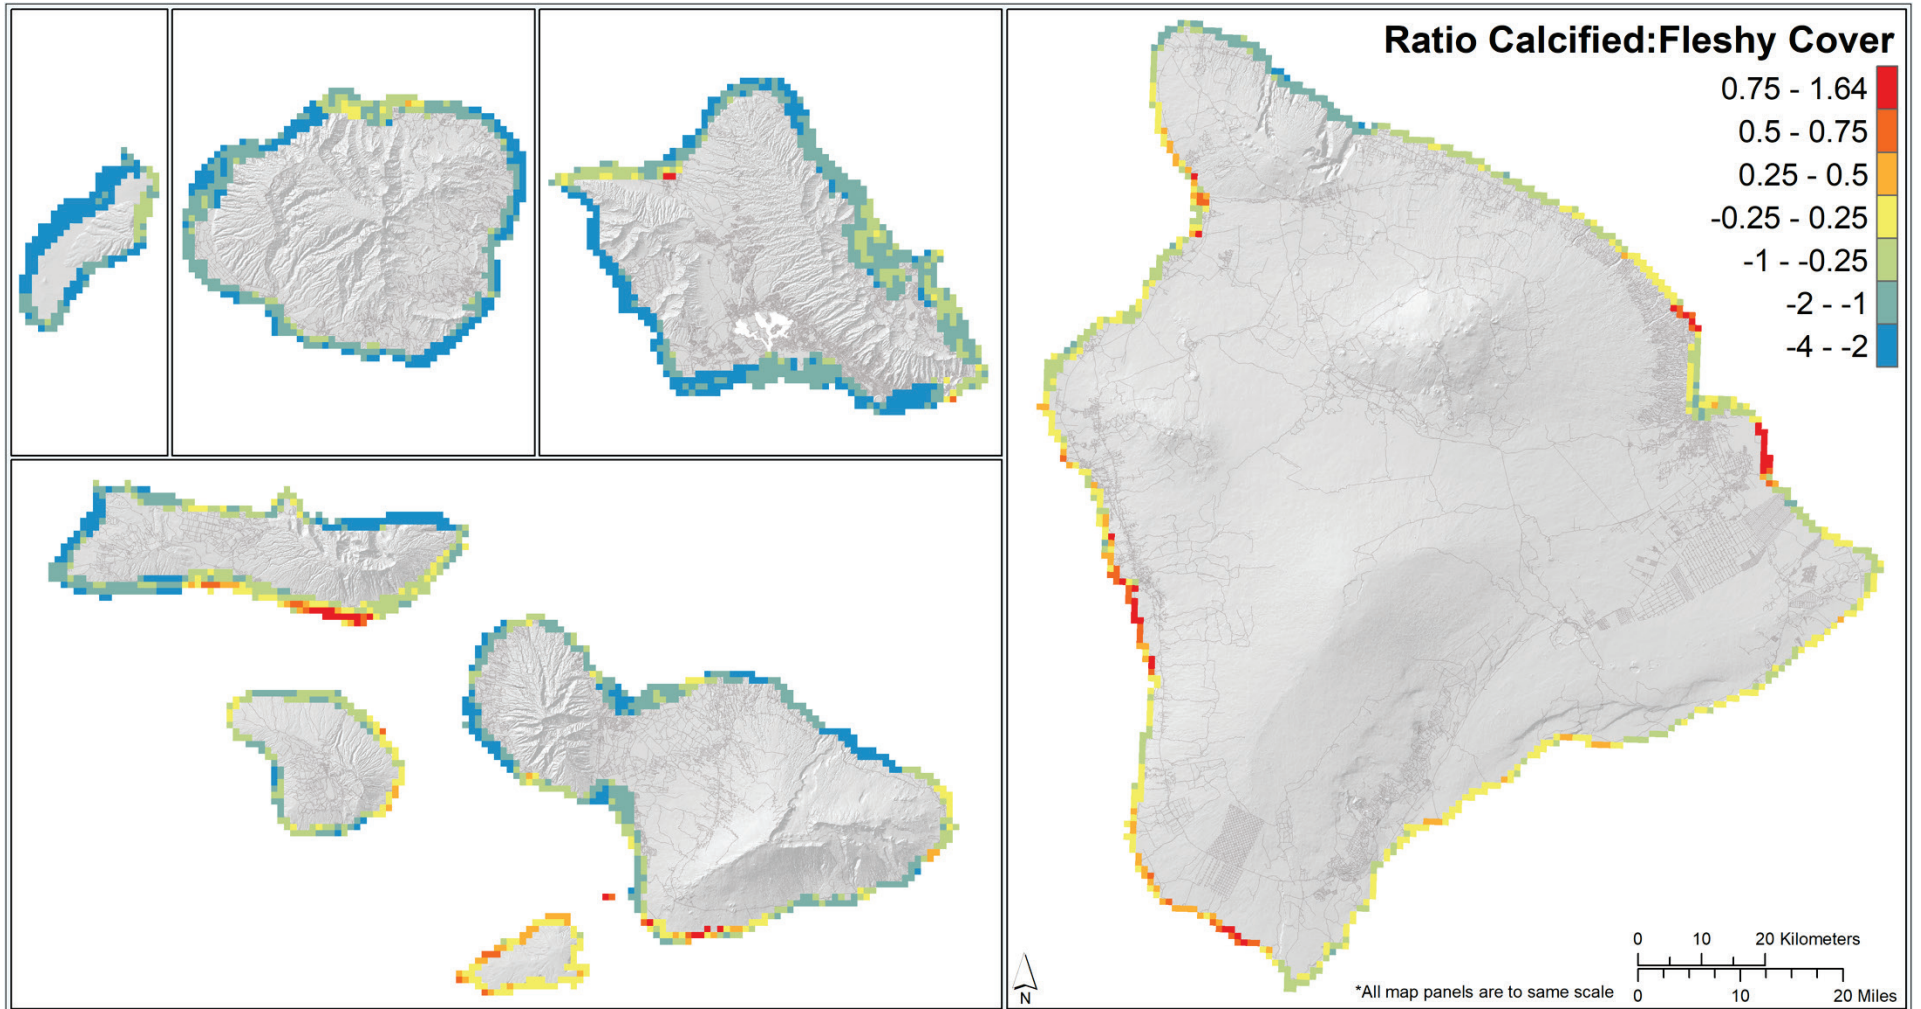 Ratio Calcified:Fleshy Cover
0.75 - 1.64
0.5 - 0.75
0.25 - 0.5
-0.25 - 0.25
-1 - -0.25
-2 - -1
-4 - -2
0 10 20 Kilometers
*All map panels are to same scale
0 10 20 Miles
N